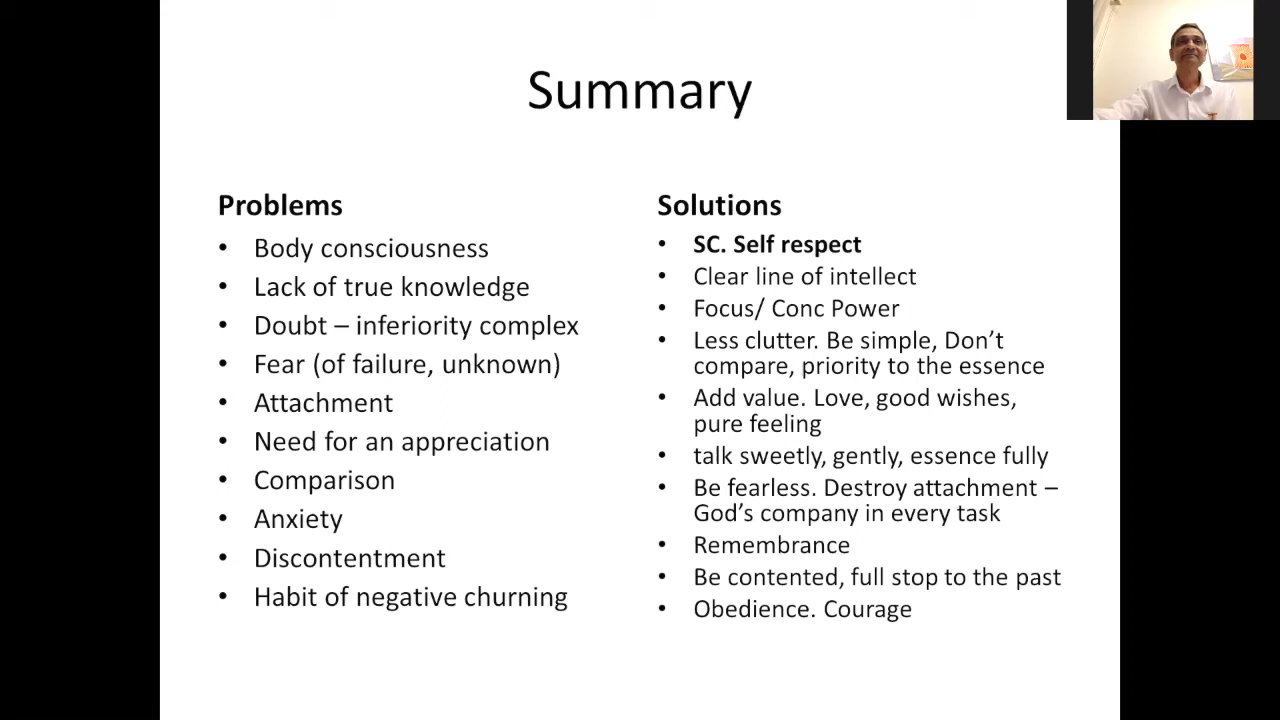 Summary
Problems
• Body consciousness
• Lack of true knowledge
• Doubt – inferiority complex
• Fear (of failure, unknown)
• Attachment
• Need for an appreciation
• Comparison
• Anxiety
• Discontentment
• Habit of negative churning
Solutions
• SC. Self respect
• Clear line of intellect
• Focus/ Conc Power
• Less clutter. Be simple, Don’t
compare, priority to the essence
• Add value. Love, good wishes,
pure feeling
• talk sweetly, gently, essence fully
• Be fearless. Destroy attachment –
God’s company in every task
• Remembrance
• Be contented, full stop to the past
• Obedience. Courage